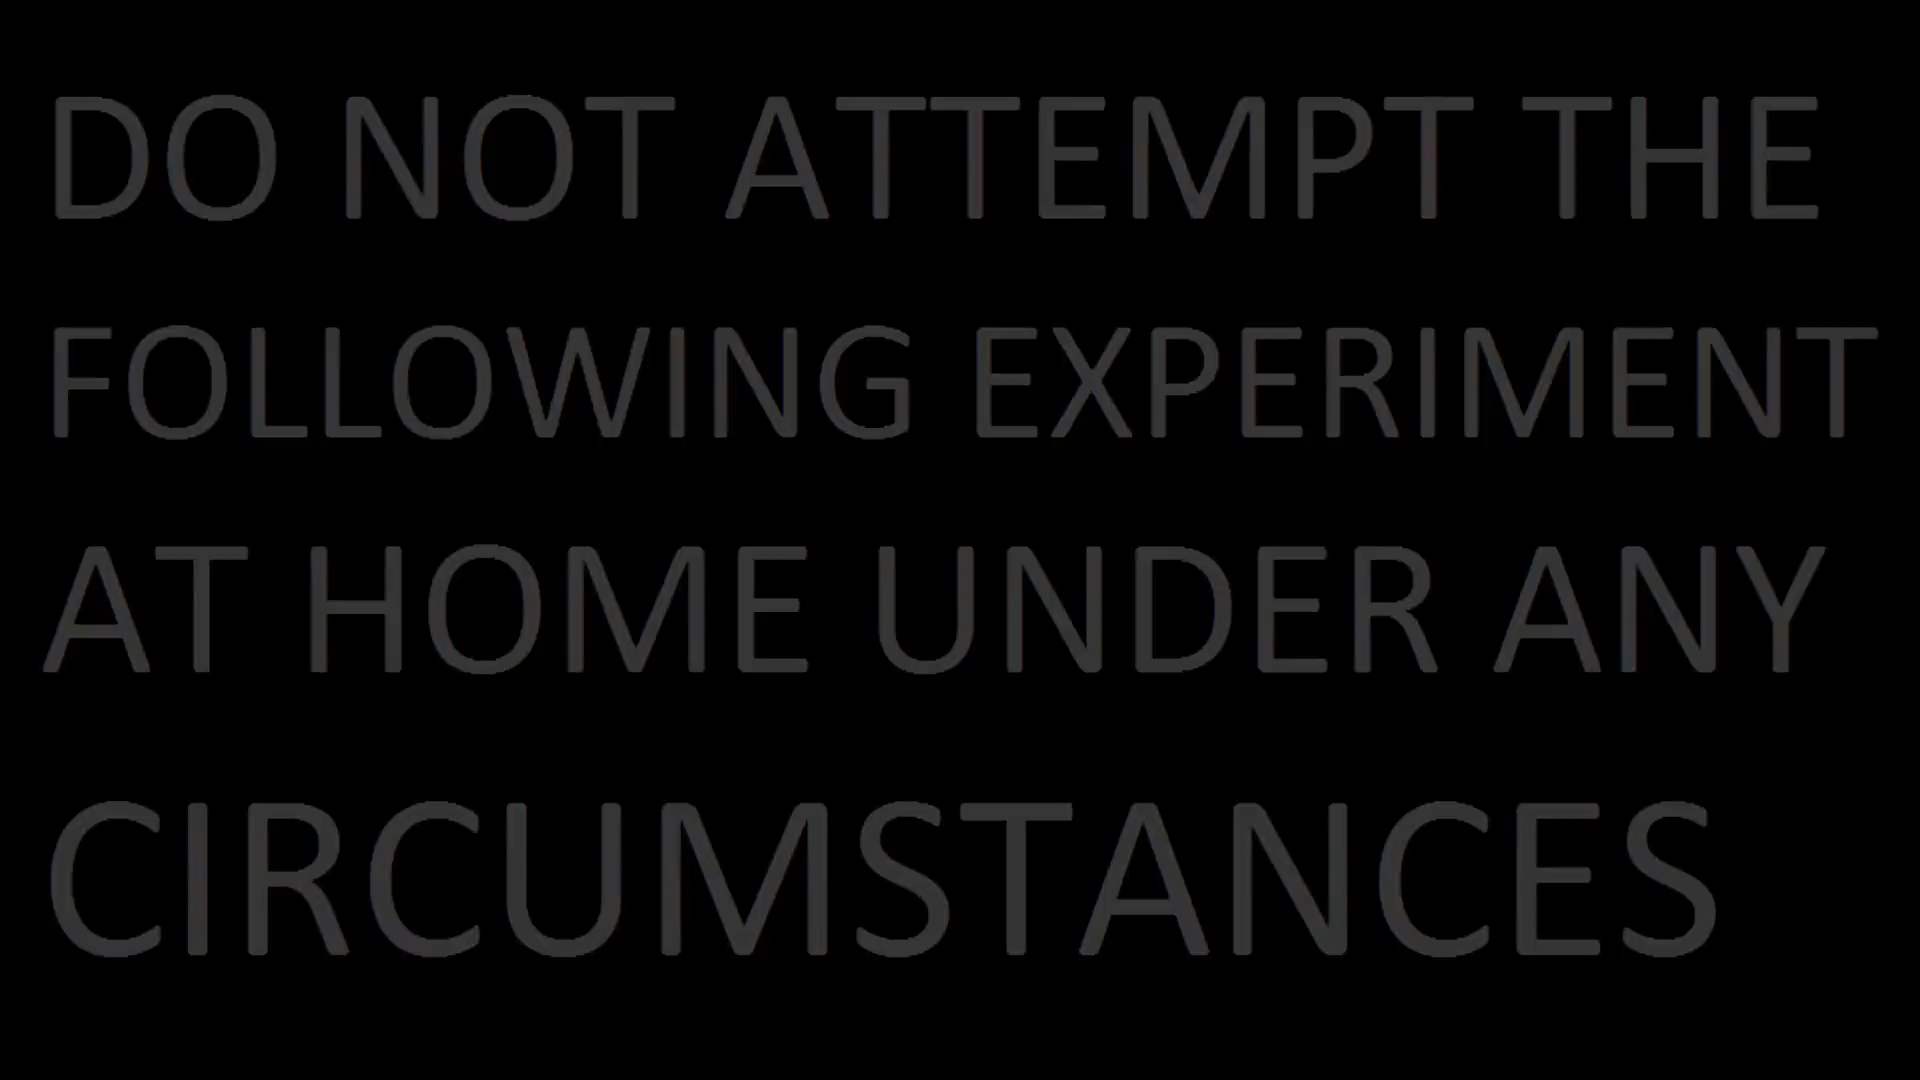 DO NOT ATTEMPT THE
FOLLOWING EXPERIMENT
AT HOME UNDER ANY
CIRCUMSTANCES